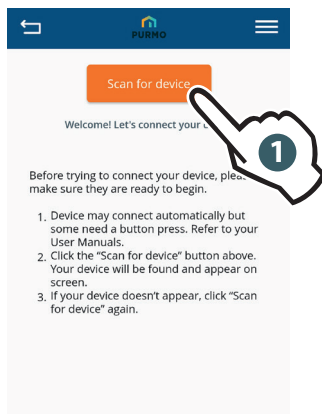 PURMO
Scan for device
Welcome! Let's connect your
1
Before trying to connect your device,
make sure they are ready to begin.
1. Device may connect automatically but
some need a button press. Refer to your
User Manuals.
2. Click the "Scan for device" button above.
Your device will be found and appear on
screen.
3. If your device doesn't appear, click "Scan
for device" again.